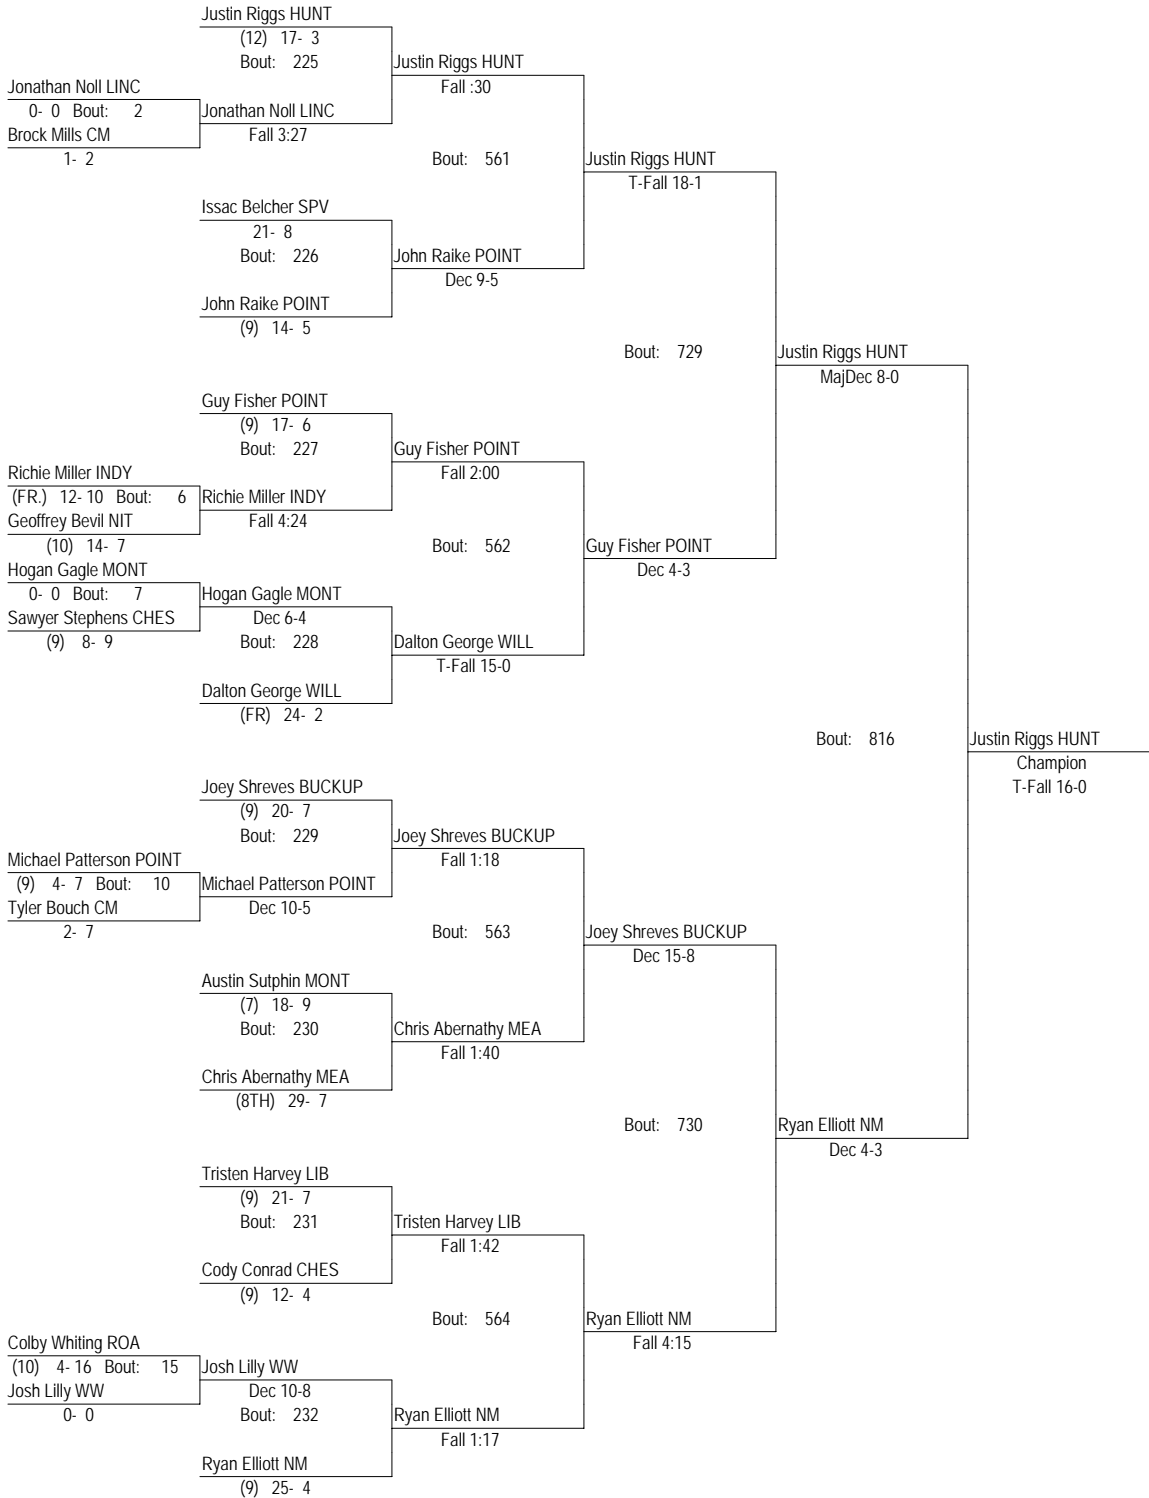 Justin Riggs HUNT
(12) 17- 3
Bout: 225
Justin Riggs HUNT
Fall :30
Jonathan Noll LINC
0- 0 Bout: 2
Jonathan Noll LINC
Brock Mills CM
Fall 3:27
1- 2
Bout: 561
Justin Riggs HUNT
T-Fall 18-1
Issac Belcher SPV
21- 8
Bout: 226
John Raike POINT
Dec 9-5
John Raike POINT
(9) 14- 5
Bout: 729
Justin Riggs HUNT
MajDec 8-0
Guy Fisher POINT
(9) 17- 6
Bout: 227
Guy Fisher POINT
Fall 2:00
Richie Miller INDY
(FR.) 12- 10 Bout: 6
Richie Miller INDY
Geoffrey Bevil NIT
Fall 4:24
(10) 14- 7
Bout: 562
Guy Fisher POINT
Dec 4-3
Hogan Gagle MONT
0- 0 Bout: 7
Hogan Gagle MONT
Sawyer Stephens CHES
Dec 6-4
(9) 8- 9
Bout: 228
Dalton George WILL
T-Fall 15-0
Dalton George WILL
(FR) 24- 2
Bout: 816
Justin Riggs HUNT
Champion
T-Fall 16-0
Joey Shreves BUCKUP
(9) 20- 7
Bout: 229
Joey Shreves BUCKUP
Fall 1:18
Michael Patterson POINT
(9) 4- 7 Bout: 10
Michael Patterson POINT
Tyler Bouch CM
Dec 10-5
2- 7
Bout: 563
Joey Shreves BUCKUP
Dec 15-8
Austin Sutphin MONT
(7) 18- 9
Bout: 230
Chris Abernathy MEA
Fall 1:40
Chris Abernathy MEA
(8TH) 29- 7
Bout: 730
Ryan Elliott NM
Dec 4-3
Tristen Harvey LIB
(9) 21- 7
Bout: 231
Tristen Harvey LIB
Fall 1:42
Cody Conrad CHES
(9) 12- 4
Bout: 564
Ryan Elliott NM
Fall 4:15
Colby Whiting ROA
(10) 4- 16 Bout: 15
Josh Lilly WW
Josh Lilly WW
Dec 10-8
0- 0
Bout: 232
Ryan Elliott NM
Fall 1:17
Ryan Elliott NM
(9) 25- 4